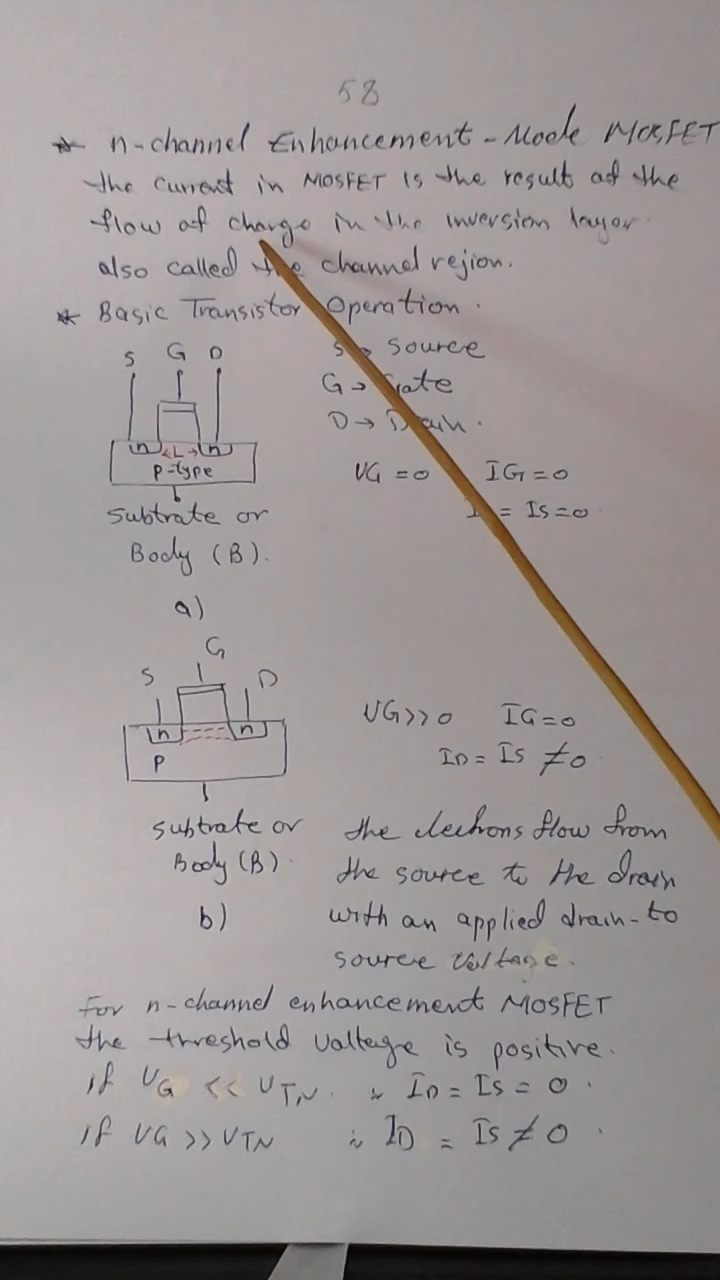 58
* n-channel Enhancement-Mode MOSFET
the current in MOSFET is the result of the
flow of charge in the inversion layer.
also called the channel rejion.
* Basic Transistor Operation.
S G D
S → Source
G → Gate
D → Drain.
n <L→ n
P-type
VG = 0 IG = 0
= IS = 0
subtrate or
Body (B).
a)
G
S D
n n
P
VG >> 0 IG = 0
ID = IS ≠ 0
subtrate or
Body (B).
b)
the electrons flow from
the source to the drain
with an applied drain-to
source voltage.
For n-channel enhancement MOSFET
the threshold voltage is positive.
if VG << VTN ∴ ID = IS = 0.
if VG >> VTN ∴ ID = IS ≠ 0.